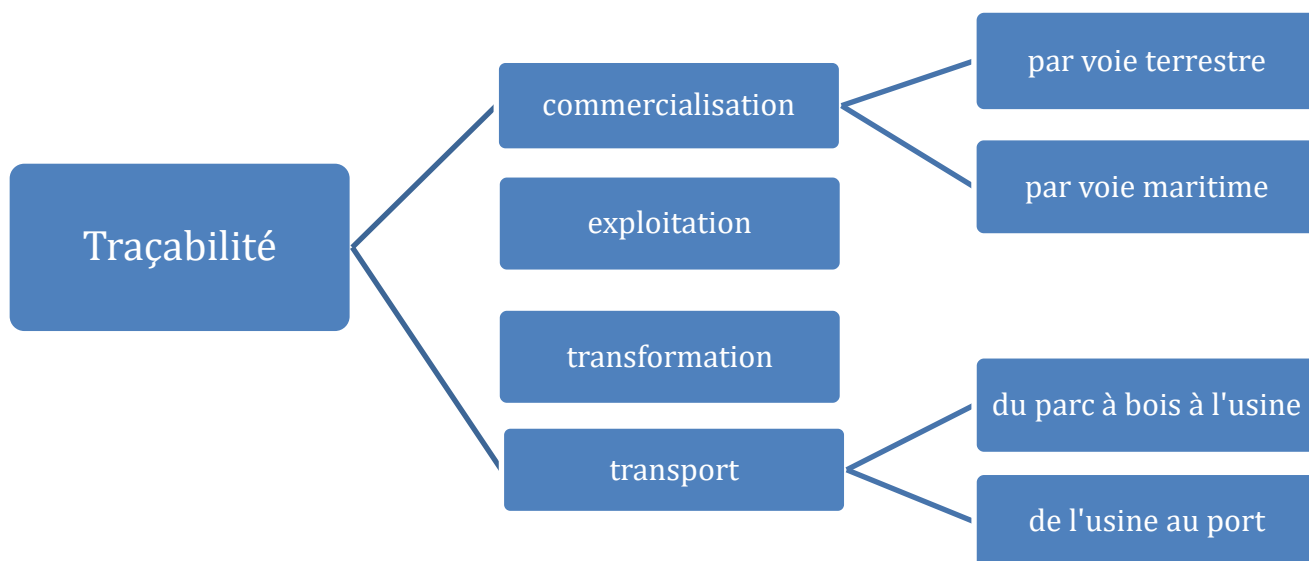 Traçabilité
commercialisation
par voie terrestre
par voie maritime
exploitation
transformation
transport
du parc à bois à l'usine
de l'usine au port